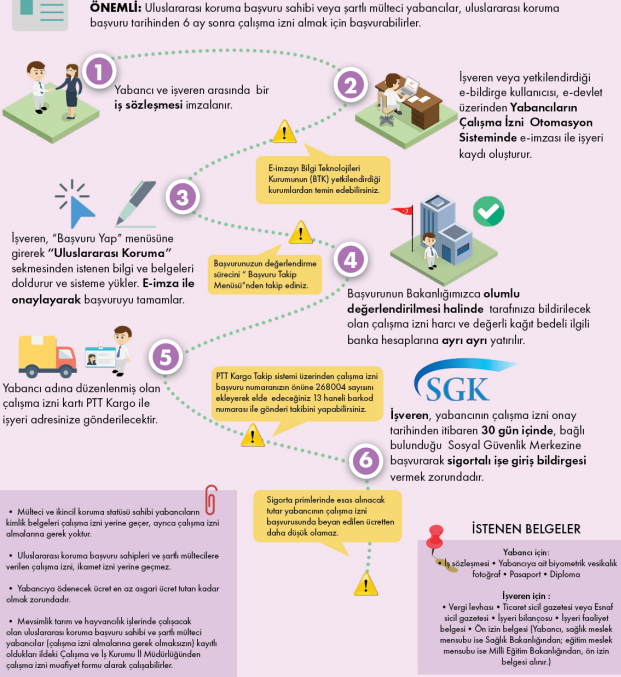 ÖNEMLİ: Uluslararası koruma başvuru sahibi veya şartlı mülteci yabancılar, uluslararası koruma
başvuru tarihinden 6 ay sonra çalışma izni almak için başvurabilirler.
1
Yabancı ve işveren arasında bir
iş sözleşmesi imzalanır.
2
İşveren veya yetkilendirdiği
e-bildirge kullanıcısı, e-devlet
üzerinden Yabancıların
Çalışma İzni Otomasyon
Sisteminde e-imzası ile işyeri
kaydı oluşturur.
E-imzayı Bilgi Teknolojileri
Kurumunun (BTK) yetkilendirdiği
kurumlardan temin edebilirsiniz.
3
İşveren, "Başvuru Yap" menüsüne
girerek "Uluslararası Koruma"
sekmesinden istenen bilgi ve belgeleri
doldurur ve sisteme yükler. E-imza ile
onaylayarak başvuruyu tamamlar.
Başvurunuzun değerlendirme
sürecini " Başvuru Takip
Menüsü"nden takip ediniz.
4
Başvurunun Bakanlığımızca olumlu
değerlendirilmesi halinde tarafınıza bildirilecek
olan çalışma izni harcı ve değerli kağıt bedeli ilgili
banka hesaplarına ayrı ayrı yatırılır.
5
Yabancı adına düzenlenmiş olan
çalışma izni kartı PTT Kargo ile
işyeri adresinize gönderilecektir.
PTT Kargo Takip sistemi üzerinden çalışma izni
başvuru numaranızın önüne 268004 sayısını
ekleyerek elde edeceğiniz 13 haneli barkod
numarası ile gönderi takibini yapabilirsiniz.
SGK
6
İşveren, yabancının çalışma izni onay
tarihinden itibaren 30 gün içinde, bağlı
bulunduğu Sosyal Güvenlik Merkezine
başvurarak sigortalı işe giriş bildirgesi
vermek zorundadır.
Sigorta primlerinde esas alınacak
tutar yabancının çalışma izni
başvurusunda beyan edilen ücretten
daha düşük olamaz.
• Mülteci ve ikincil koruma statüsü sahibi yabancıların
kimlik belgeleri çalışma izni yerine geçer, ayrıca çalışma izni
almalarına gerek yoktur.
• Uluslararası koruma başvuru sahipleri ve şartlı mültecilere
verilen çalışma izni, ikamet izni yerine geçmez.
• Yabancıya ödenecek ücret en az asgari ücret tutarı kadar
olmak zorundadır.
• Mevsimlik tarım ve hayvancılık işlerinde çalışacak
olan uluslararası koruma başvuru sahibi ve şartlı mülteci
yabancılar (çalışma izni almalarına gerek olmaksızın) kayıtlı
oldukları ildeki Çalışma ve İş Kurumu İl Müdürlüğünden
çalışma izni muafiyet formu alarak çalışabilirler.
İSTENEN BELGELER
Yabancı için:
• İş sözleşmesi • Yabancıya ait biyometrik vesikalık
fotoğraf • Pasaport • Diploma
İşveren için :
• Vergi levhası • Ticaret sicil gazetesi veya Esnaf
sicil gazetesi • İşyeri bilançosu • İşyeri faaliyet
belgesi • Ön izin belgesi (Yabancı, sağlık meslek
mensubu ise Sağlık Bakanlığından; eğitim meslek
mensubu ise Milli Eğitim Bakanlığından, ön izin
belgesi alınır.)